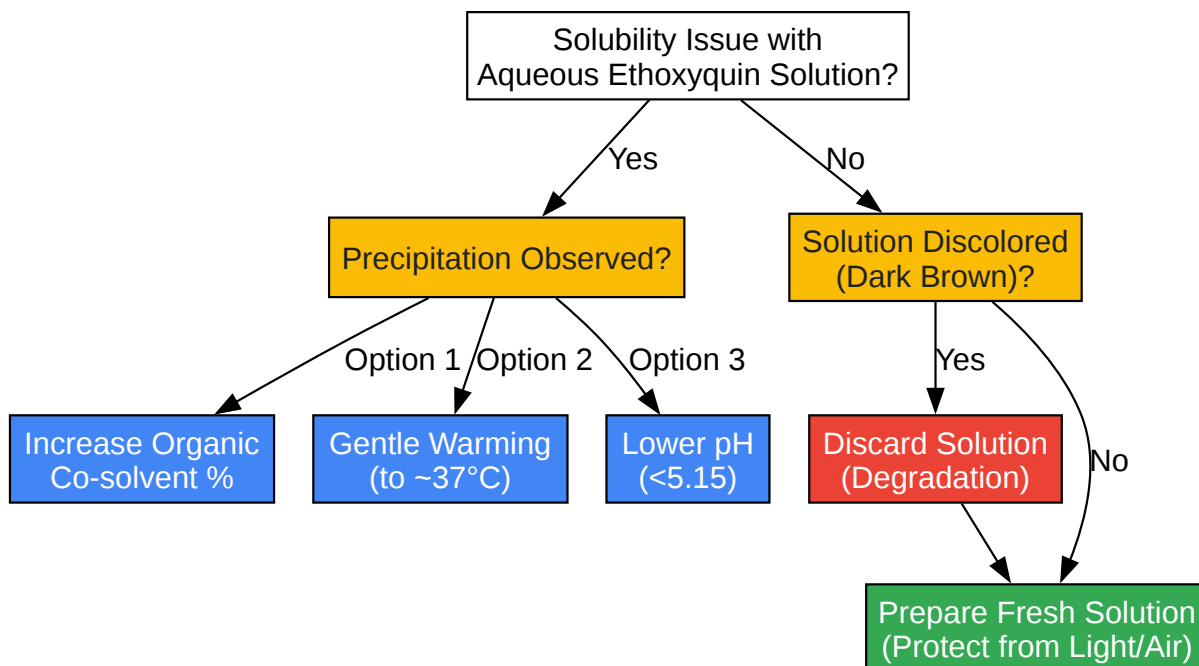 Solubility Issue with
Aqueous Ethoxyquin Solution?
Yes
No
Precipitation Observed?
Solution Discolored
(Dark Brown)?
Option 1
Option 2
Option 3
Yes
No
Increase Organic
Co-solvent %
Gentle Warming
(to ~37°C)
Lower pH
(<5.15)
Discard Solution
(Degradation)
Prepare Fresh Solution
(Protect from Light/Air)